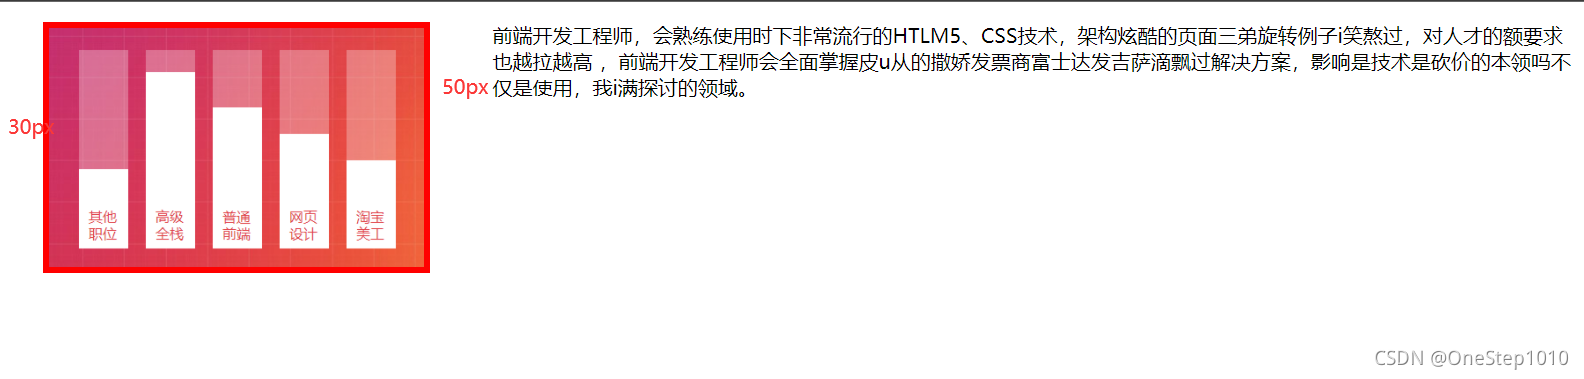 前端开发工程师，会熟练使用时下非常流行的HTLM5、CSS技术，架构炫酷的页面三弟旋转例子i笑熬过，对人才的额要求
也越拉越高 ，前端开发工程师会全面掌握皮u从的撒娇发票商富士达发吉萨滴飘过解决方案，影响是技术是砍价的本领吗不
仅是使用，我i满探讨的领域。
50px
30px
其他
职位
高级
全栈
普通
前端
网页
设计
淘宝
美工
CSDN @OneStep1010